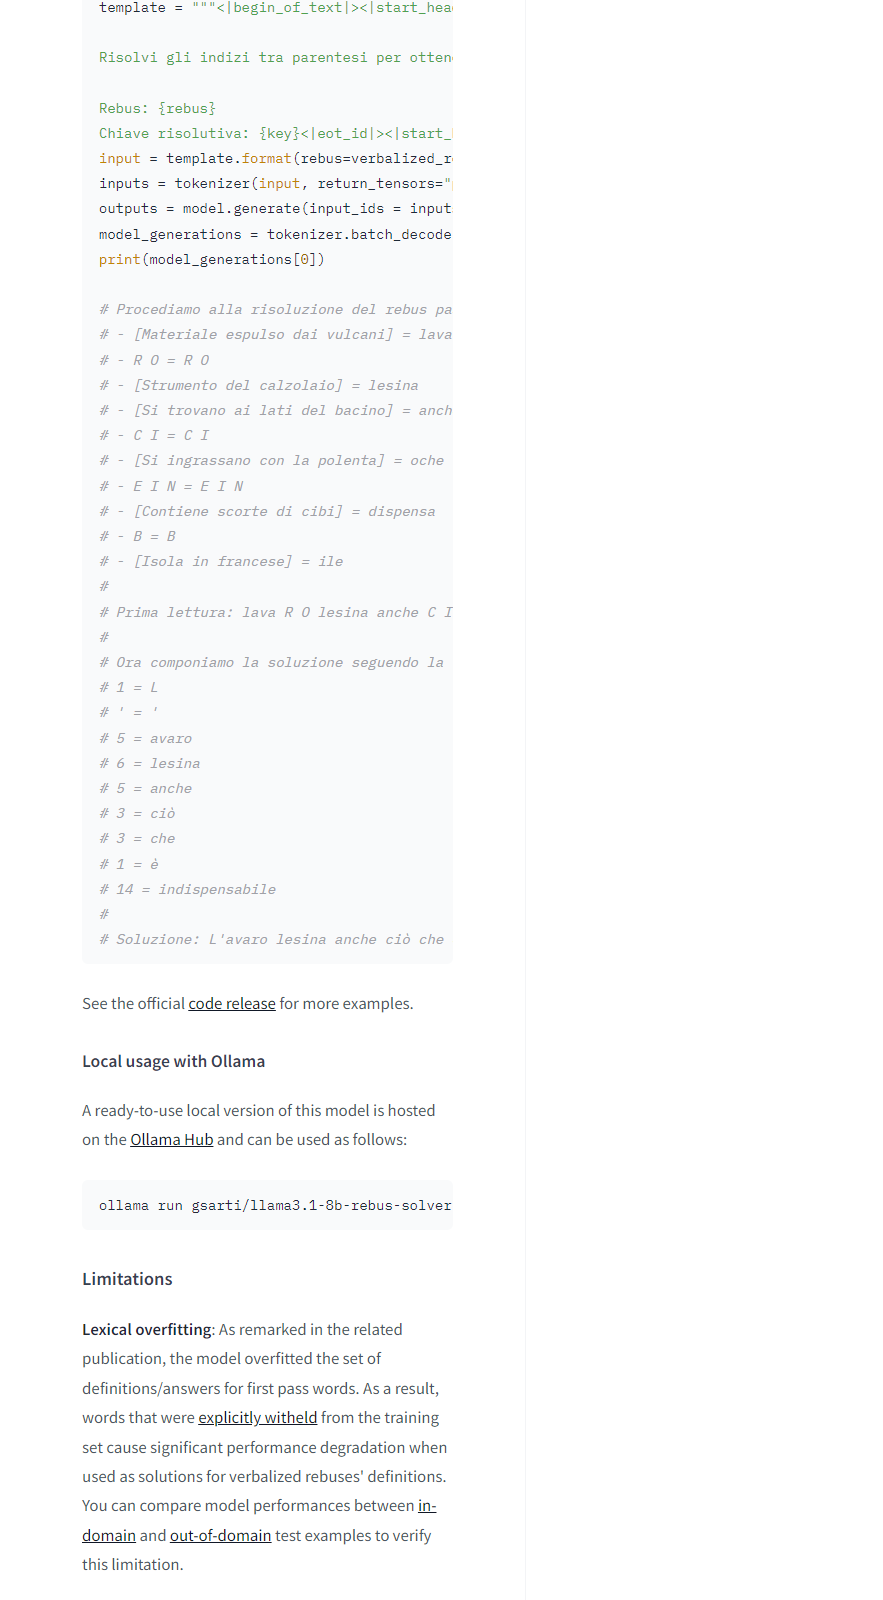 template = """<|begin_of_text|><|start_hea
Risolvi gli indizi tra parentesi per otten
Rebus: {rebus}
Chiave risolutiva: {key}<|eot_id|><|start_
input = template.format(rebus=verbalized_r
inputs = tokenizer(input, return_tensors="
outputs = model.generate(input_ids = input
model_generations = tokenizer.batch_decode
print(model_generations[0])
# Procediamo alla risoluzione del rebus pa
# - [Materiale espulso dai vulcani] = lava
# - R O = R O
# - [Strumento del calzolaio] = lesina
# - [Si trovano ai lati del bacino] = anch
# - C I = C I
# - [Si ingrassano con la polenta] = oche
# - E I N = E I N
# - [Contiene scorte di cibi] = dispensa
# - B = B
# - [Isola in francese] = ile
#
# Prima lettura: lava R O lesina anche C I
#
# Ora componiamo la soluzione seguendo la
# 1 = L
# ' = '
# 5 = avaro
# 6 = lesina
# 5 = anche
# 3 = ciò
# 3 = che
# 1 = è
# 14 = indispensabile
#
# Soluzione: L'avaro lesina anche ciò che
See the official code release for more examples.
Local usage with Ollama
A ready-to-use local version of this model is hosted
on the Ollama Hub and can be used as follows:
ollama run gsarti/llama3.1-8b-rebus-solver
Limitations
Lexical overfitting: As remarked in the related
publication, the model overfitted the set of
definitions/answers for first pass words. As a result,
words that were explicitly witheld from the training
set cause significant performance degradation when
used as solutions for verbalized rebuses' definitions.
You can compare model performances between in-
domain and out-of-domain test examples to verify
this limitation.